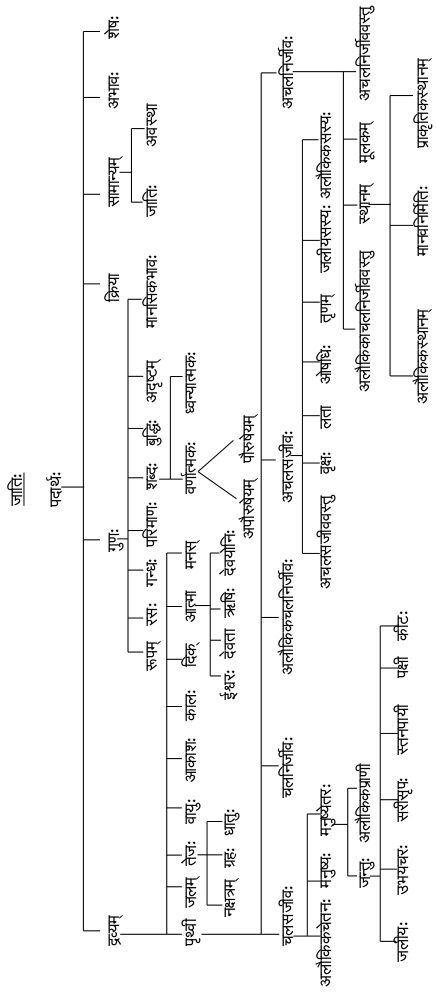 जातिः
पदार्थः
द्रव्यम् गुणः क्रिया सामान्यम् अभावः शेषः
रूपम् रसः गन्धः परिमाणः शब्दः बुद्धिः अदृष्टम् मानसिकभावः जातिः अवस्था
पृथ्वी जलम् तेजः वायुः आकाशः कालः दिक् आत्मा मनस् वर्णात्मकः ध्वन्यात्मकः
नक्षत्रम् ग्रहः धातुः ईश्वरः देवता ऋषिः देवयोनिः
अपौरुषेयम् पौरुषेयम्
चलसजीवः चलनिर्जीवः अलौकिकचलनिर्जीवः अचलसजीवः अचलनिर्जीवः
अलौकिकचेतनः मनुष्यः मनुष्येतरः अचलसजीववस्तु वृक्षः लता ओषधिः तृणम् जलीयसस्यः अलौकिकसस्यः
जन्तुः अलौकिकप्राणी अलौकिकाचलनिर्जीववस्तु स्थानम् मूलकम् अचलनिर्जीववस्तु
जलीयः उभयचरः सरीसृपः स्तनपायी पक्षी कीटः अलौकिकस्थानम् मानवनिर्मितिः प्राकृतिकस्थानम्